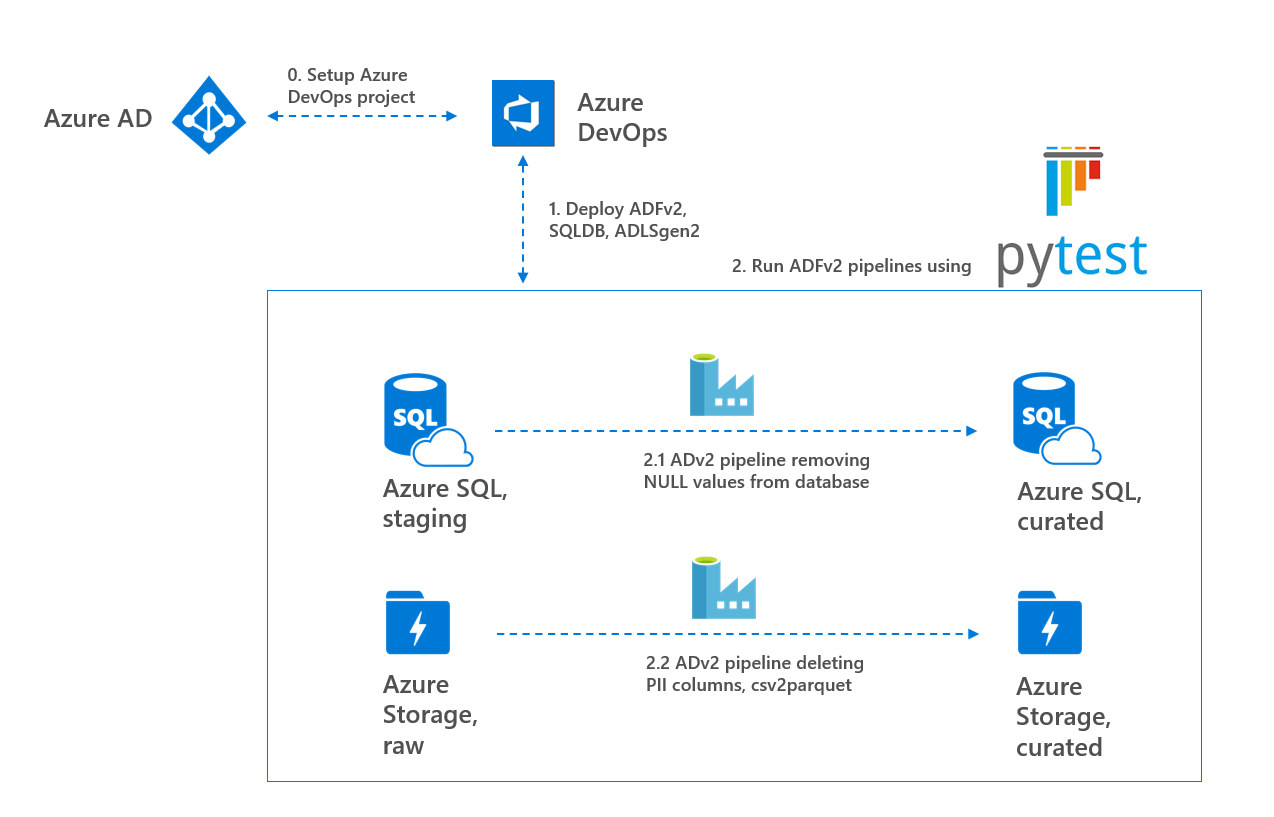 0. Setup Azure
DevOps project
Azure AD
Azure
DevOps
1. Deploy ADFv2,
SQLDB, ADLSgen2
2. Run ADFv2 pipelines using
pytest
SQL
SQL
2.1 ADv2 pipeline removing
NULL values from database
Azure SQL,
staging
Azure SQL,
curated
2.2 ADv2 pipeline deleting
PII columns, csv2parquet
Azure
Storage,
raw
Azure
Storage,
curated